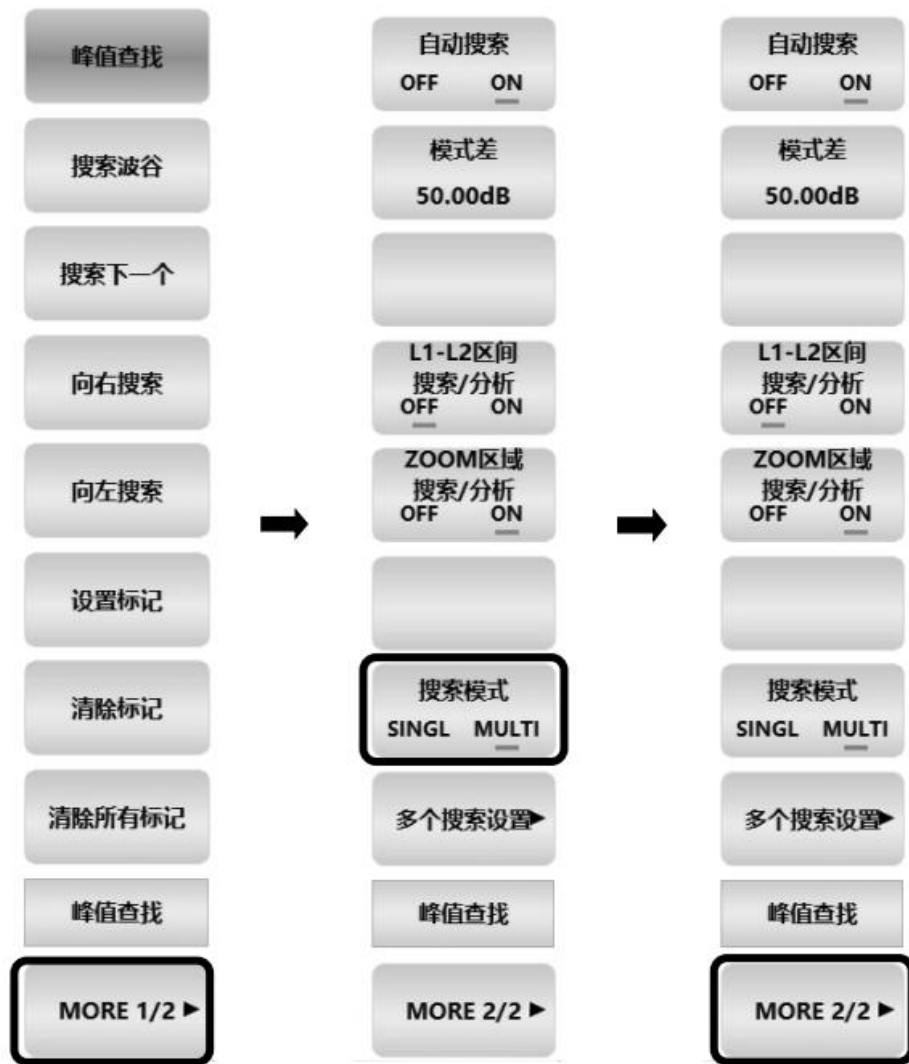 峰值查找
搜索波谷
搜索下一个
向右搜索
向左搜索
设置标记
清除标记
清除所有标记
峰值查找
MORE 1/2
自动搜索
OFF ON
模式差
50.00dB
L1-L2区间
搜索/分析
OFF ON
ZOOM区域
搜索/分析
OFF ON
搜索模式
SINGL MULTI
多个搜索设置
峰值查找
MORE 2/2
自动搜索
OFF ON
模式差
50.00dB
L1-L2区间
搜索/分析
OFF ON
ZOOM区域
搜索/分析
OFF ON
搜索模式
SINGL MULTI
多个搜索设置
峰值查找
MORE 2/2